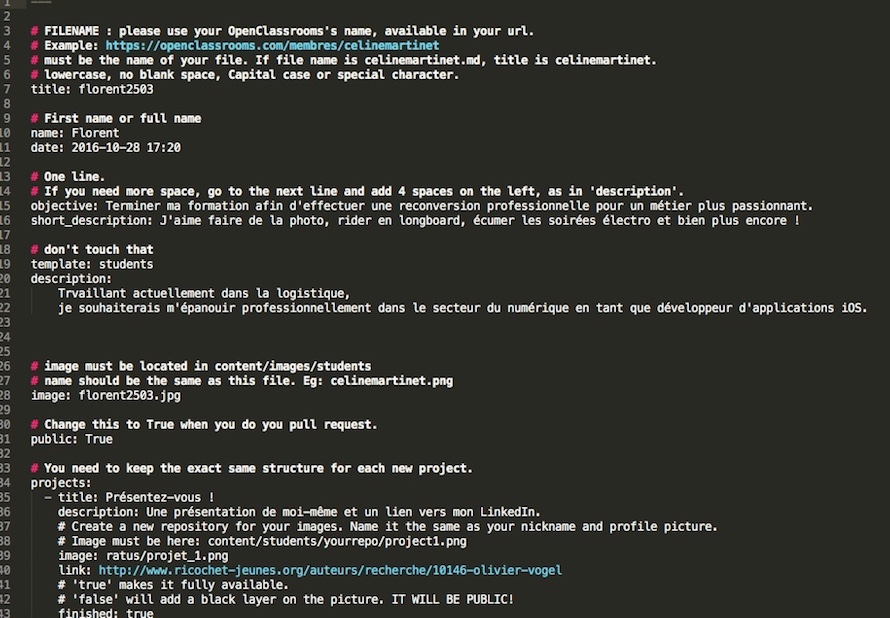 1 ---
2
3 # FILENAME : please use your OpenClassrooms's name, available in your url.
4 # Example: https://openclassrooms.com/membres/celinemartinet
5 # must be the name of your file. If file name is celinemartinet.md, title is celinemartinet.
6 # lowercase, no blank space, Capital case or special character.
7 title: florent2503
8
9 # First name or full name
10 name: Florent
11 date: 2016-10-28 17:20
12
13 # One line.
14 # If you need more space, go to the next line and add 4 spaces on the left, as in 'description'.
15 objective: Terminer ma formation afin d'effectuer une reconversion professionnelle pour un métier plus passionnant.
16 short_description: J'aime faire de la photo, rider en longboard, écumer les soirées électro et bien plus encore !
17
18 # don't touch that
19 template: students
20 description:
21     Trvaillant actuellement dans la logistique,
22     je souhaiterais m'épanouir professionnellement dans le secteur du numérique en tant que développeur d'applications iOS.
23
24
25
26 # image must be located in content/images/students
27 # name should be the same as this file. Eg: celinemartinet.png
28 image: florent2503.jpg
29
30 # Change this to True when you do you pull request.
31 public: True
32
33 # You need to keep the exact same structure for each new project.
34 projects:
35   - title: Présentez-vous !
36     description: Une présentation de moi-même et un lien vers mon LinkedIn.
37     # Create a new repository for your images. Name it the same as your nickname and profile picture.
38     # Image must be here: content/students/yourrepo/project1.png
39     image: ratus/projet_1.png
40     link: http://www.ricochet-jeunes.org/auteurs/recherche/10146-olivier-vogel
41     # 'true' makes it fully available.
42     # 'false' will add a black layer on the picture. IT WILL BE PUBLIC!
43     finished: true